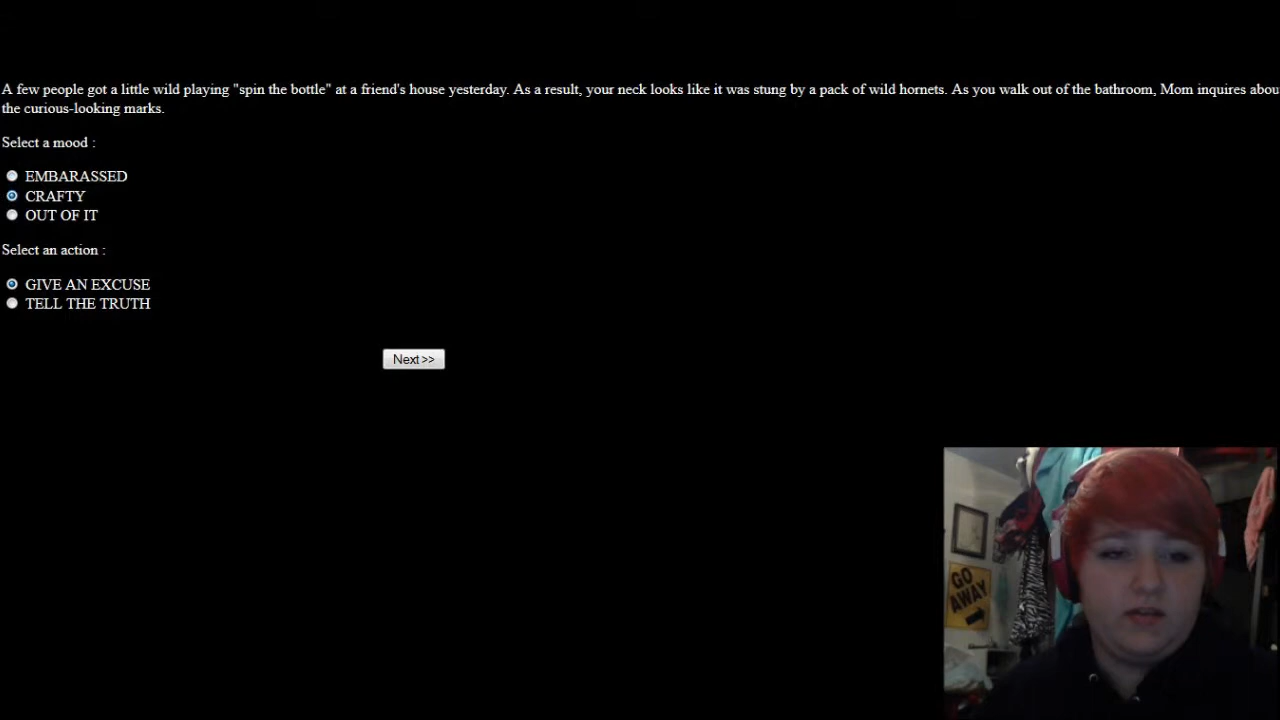 A few people got a little wild playing "spin the bottle" at a friend's house yesterday. As a result, your neck looks like it was stung by a pack of wild hornets. As you walk out of the bathroom, Mom inquires abou
the curious-looking marks.
Select a mood :
EMBARASSED
CRAFTY
OUT OF IT
Select an action :
GIVE AN EXCUSE
TELL THE TRUTH
Next>>
GO
AWAY